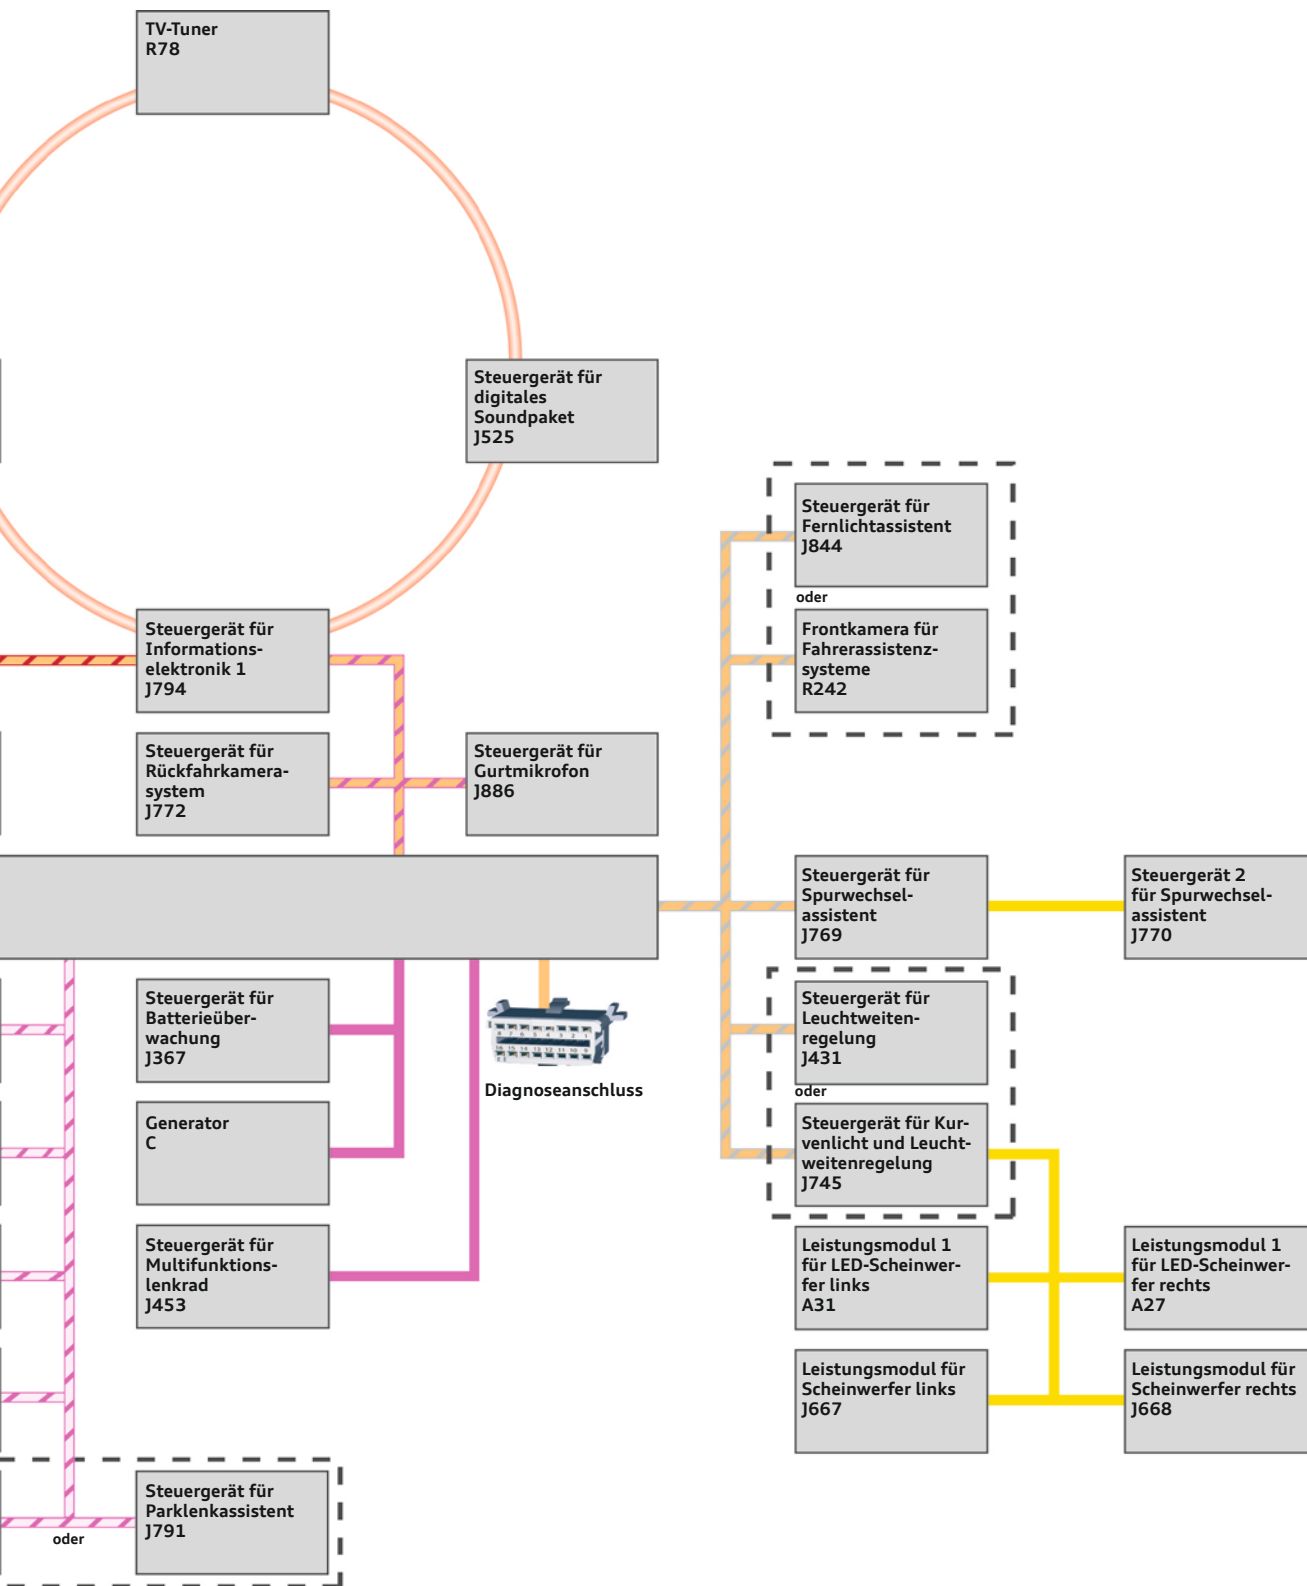 TV-Tuner
R78
Steuergerät für
digitales
Soundpaket
J525
Steuergerät für
Fernlichtassistent
J844
oder
Frontkamera für
Fahrerassistenz-
systeme
R242
Steuergerät für
Informations-
elektronik 1
J794
Steuergerät für
Rückfahrkamera-
system
J772
Steuergerät für
Gurtmikrofon
J886
Steuergerät für
Spurwechsel-
assistent
J769
Steuergerät 2
für Spurwechsel-
assistent
J770
Steuergerät für
Batterieüber-
wachung
J367
Diagnoseanschluss
Steuergerät für
Leuchtweiten-
regelung
J431
oder
Steuergerät für Kur-
venlicht und Leucht-
weitenregelung
J745
Generator
C
Steuergerät für
Multifunktions-
lenkrad
J453
Leistungsmodul 1
für LED-Scheinwer-
fer links
A31
Leistungsmodul 1
für LED-Scheinwer-
fer rechts
A27
Leistungsmodul für
Scheinwerfer links
J667
Leistungsmodul für
Scheinwerfer rechts
J668
Steuergerät für
Parklenkassistent
J791
oder